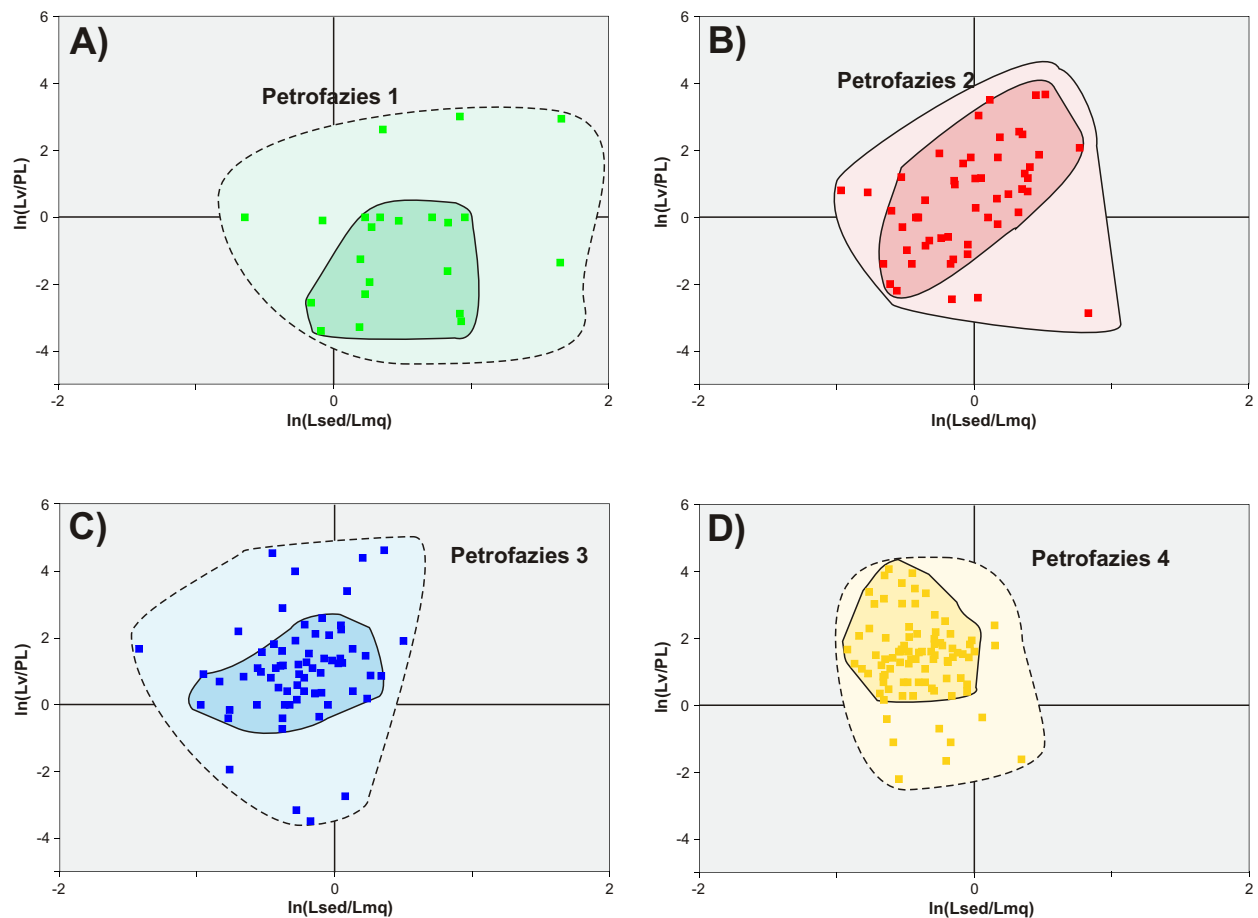 A)
Petrofazies 1
6
4
2
0
-2
-4
ln(Lv/PL)
-2
0
2
ln(Lsed/Lmq)
B)
Petrofazies 2
6
4
2
0
-2
-4
ln(Lv/PL)
-2
0
2
ln(Lsed/Lmq)
C)
Petrofazies 3
6
4
2
0
-2
-4
ln(Lv/PL)
-2
0
2
ln(Lsed/Lmq)
D)
Petrofazies 4
6
4
2
0
-2
-4
ln(Lv/PL)
-2
0
2
ln(Lsed/Lmq)